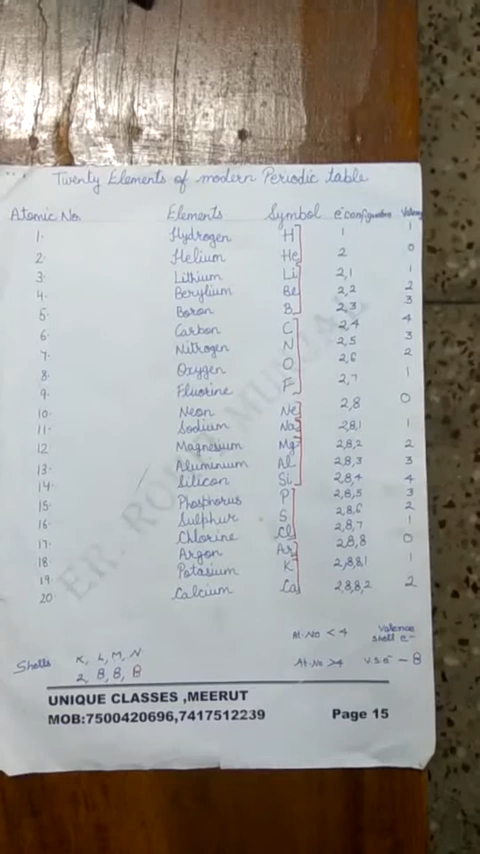 Twenty Elements of modern Periodic table
Atomic No. Elements Symbol e⁻configuration Valency
1. Hydrogen H 1 1
2. Helium He 2 0
3. Lithium Li 2,1 1
4. Berylium Be 2,2 2
5. Boron B 2,3 3
6. Carbon C 2,4 4
7. Nitrogen N 2,5 3
8. Oxygen O 2,6 2
9. Fluorine F 2,7 1
10. Neon Ne 2,8 0
11. Sodium Na 2,8,1 1
12 Magnesium Mg 2,8,2 2
13. Aluminium Al 2,8,3 3
14. Silicon Si 2,8,4 4
15. Phosphorus P 2,8,5 3
16. Sulphur S 2,8,6 2
17. Chlorine Cl 2,8,7 1
18. Argon Ar 2,8,8 0
19. Potasium K 2,8,8,1 1
20. Calcium Ca 2,8,8,2 2
At.No < 4 Valence shell e-
Shells K, L, M, N At.No >4 v.s.e⁻ - 8
2, 8, 8, 8
ER. ROHIT MUTUAL
UNIQUE CLASSES ,MEERUT
MOB:7500420696,7417512239 Page 15